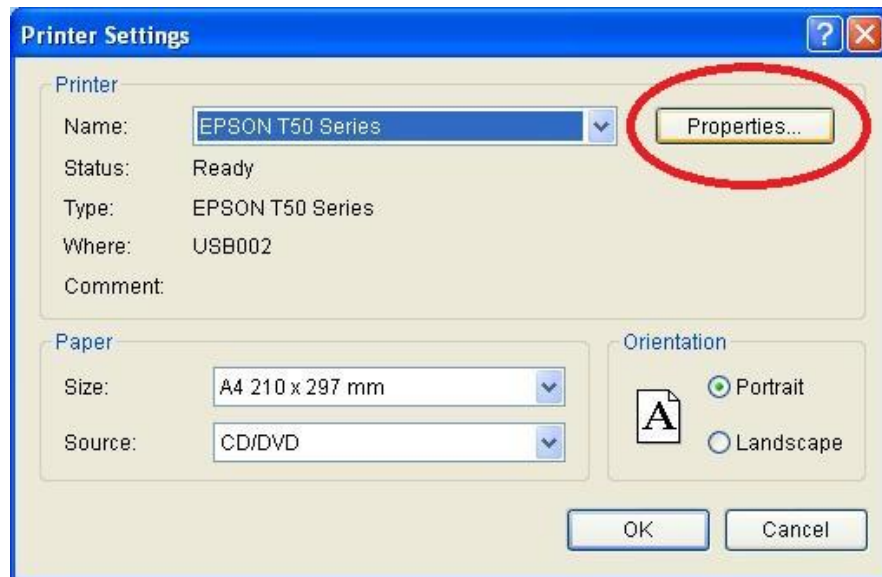 Printer Settings
Printer
Name: EPSON T50 Series Properties...
Status: Ready
Type: EPSON T50 Series
Where: USB002
Comment:
Paper
Size: A4 210 x 297 mm
Source: CD/DVD
Orientation
A
Portrait
Landscape
OK Cancel